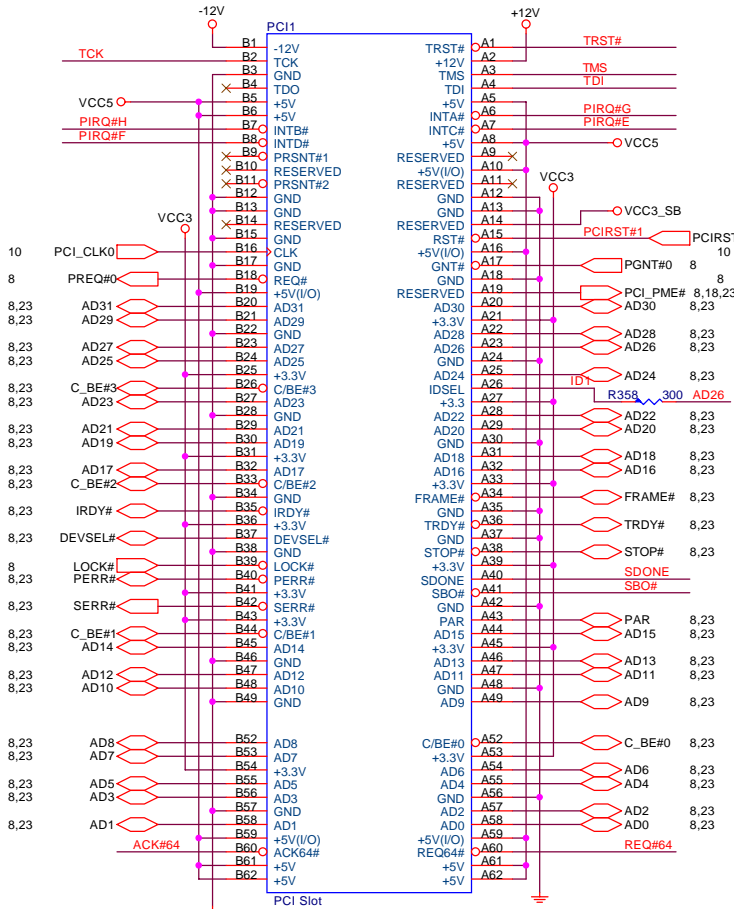 -12V +12V
PCI1
B1 -12V TRST# A1 TRST#
TCK B2 TCK +12V A2
B3 GND TMS A3 TMS
B4 TDO TDI A4 TDI
VCC5 B5 +5V +5V A5
B6 +5V INTA# A6 PIRQ#G
PIRQ#H B7 INTB# INTC# A7 PIRQ#E
PIRQ#F B8 INTD# +5V A8 VCC5
B9 PRSNT#1 RESERVED A9
B10 RESERVED +5V(I/O) A10
B11 PRSNT#2 RESERVED A11 VCC3
B12 GND GND A12
B13 GND GND A13
VCC3 B14 RESERVED RESERVED A14 VCC3_SB
B15 GND RST# A15 PCIRST#1 PCIRST
10 PCI_CLK0 B16 CLK +5V(I/O) A16 10
B17 GND GNT# A17 PGNT#0 8
8 PREQ#0 B18 REQ# GND A18 8
B19 +5V(I/O) RESERVED A19 PCI_PME# 8,18,23
8,23 AD31 B20 AD31 AD30 A20 AD30 8,23
8,23 AD29 B21 AD29 +3.3V A21
B22 GND AD28 A22 AD28 8,23
8,23 AD27 B23 AD27 AD26 A23 AD26 8,23
8,23 AD25 B24 AD25 GND A24
B25 +3.3V AD24 A25 AD24 8,23
8,23 C_BE#3 B26 C/BE#3 IDSEL A26 ID1
8,23 AD23 B27 AD23 +3.3 A27 R358 300 AD26
B28 GND AD22 A28 AD22 8,23
8,23 AD21 B29 AD21 AD20 A29 AD20 8,23
8,23 AD19 B30 AD19 GND A30
B31 +3.3V AD18 A31 AD18 8,23
8,23 AD17 B32 AD17 AD16 A32 AD16 8,23
8,23 C_BE#2 B33 C/BE#2 +3.3V A33
B34 GND FRAME# A34 FRAME# 8,23
8,23 IRDY# B35 IRDY# GND A35
B36 +3.3V TRDY# A36 TRDY# 8,23
8,23 DEVSEL# B37 DEVSEL# GND A37
B38 GND STOP# A38 STOP# 8,23
8 LOCK# B39 LOCK# +3.3V A39
8,23 PERR# B40 PERR# SDONE A40 SDONE
B41 +3.3V SBO# A41 SBO#
8,23 SERR# B42 SERR# GND A42
B43 +3.3V PAR A43 PAR 8,23
8,23 C_BE#1 B44 C/BE#1 AD15 A44 AD15 8,23
8,23 AD14 B45 AD14 +3.3V A45
B46 GND AD13 A46 AD13 8,23
8,23 AD12 B47 AD12 AD11 A47 AD11 8,23
8,23 AD10 B48 AD10 GND A48
B49 GND AD9 A49 AD9 8,23
8,23 AD8 B52 AD8 C/BE#0 A52 C_BE#0 8,23
8,23 AD7 B53 AD7 +3.3V A53
B54 +3.3V AD6 A54 AD6 8,23
8,23 AD5 B55 AD5 AD4 A55 AD4 8,23
8,23 AD3 B56 AD3 GND A56
B57 GND AD2 A57 AD2 8,23
8,23 AD1 B58 AD1 AD0 A58 AD0 8,23
B59 +5V(I/O) +5V(I/O) A59
ACK#64 B60 ACK64# REQ64# A60 REQ#64
B61 +5V +5V A61
B62 +5V +5V A62
PCI Slot